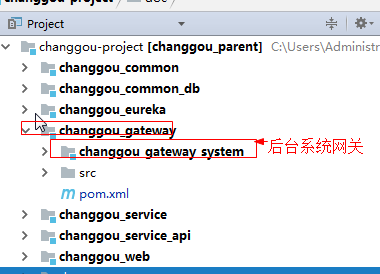 changgou-project
doc
Project
changgou-project [changgou_parent] C:\Users\Administr
changgou_common
changgou_common_db
changgou_eureka
changgou_gateway
changgou_gateway_system
后台系统网关
src
pom.xml
changgou_service
changgou_service_api
changgou_web